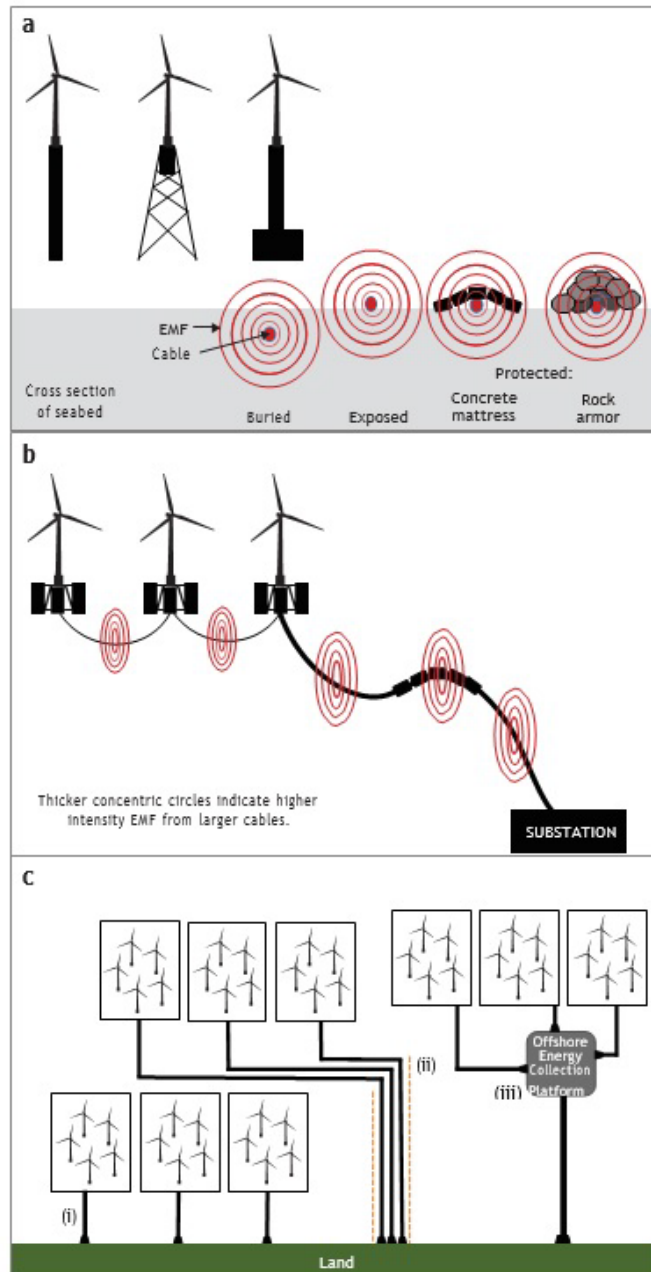 a
EMF
Cable
Cross section
of seabed
Buried
Exposed
Protected:
Concrete
mattress
Rock
armor
b
Thicker concentric circles indicate higher
intensity EMF from larger cables.
SUBSTATION
c
(i)
(ii)
Offshore
Energy
Collection
(iii) Platform
Land